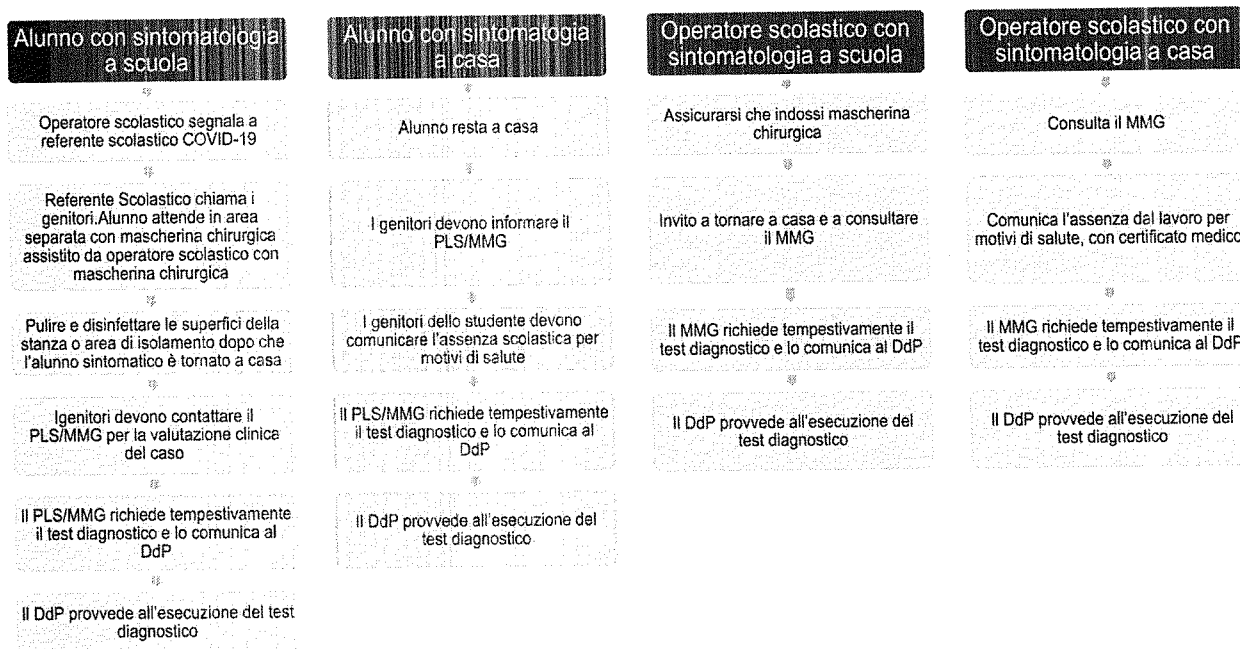 Alunno con sintomatologia
a scuola
Operatore scolastico segnala a
referente scolastico COVID-19
Referente Scolastico chiama i
genitori.Alunno attende in area
separata con mascherina chirurgica
assistito da operatore scolastico con
mascherina chirurgica
Pulire e disinfettare le superfici della
stanza o area di isolamento dopo che
l'alunno sintomatico è tornato a casa
Igenitori devono contattare il
PLS/MMG per la valutazione clinica
del caso
Il PLS/MMG richiede tempestivamente
il test diagnostico e lo comunica al
DdP
Il DdP provvede all'esecuzione del test
diagnostico
Alunno con sintomatogia
a casa
Alunno resta a casa
I genitori devono informare il
PLS/MMG
I genitori dello studente devono
comunicare l'assenza scolastica per
motivi di salute
Il PLS/MMG richiede tempestivamente
il test diagnostico e lo comunica al
DdP
Il DdP provvede all'esecuzione del
test diagnostico
Operatore scolastico con
sintomatologia a scuola
Assicurarsi che indossi mascherina
chirurgica
Invito a tornare a casa e a consultare
il MMG
Il MMG richiede tempestivamente il
test diagnostico e lo comunica al DdP
Il DdP provvede all'esecuzione del
test diagnostico
Operatore scolastico con
sintomatologia a casa
Consulta il MMG
Comunica l'assenza dal lavoro per
motivi di salute, con certificato medico
Il MMG richiede tempestivamente il
test diagnostico e lo comunica al DdP
Il DdP provvede all'esecuzione del
test diagnostico